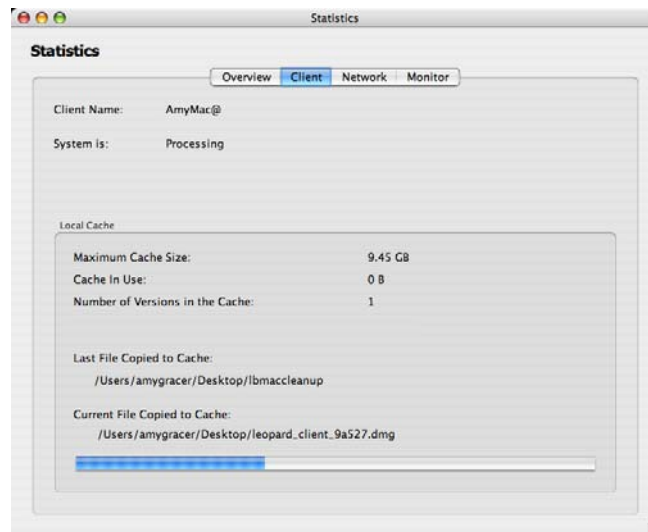 Statistics
Statistics
Overview Client Network Monitor
Client Name: AmyMac@
System is: Processing
Local Cache
Maximum Cache Size: 9.45 GB
Cache In Use: 0 B
Number of Versions in the Cache: 1
Last File Copied to Cache:
/Users/amygracer/Desktop/lbmaccleanup
Current File Copied to Cache:
/Users/amygracer/Desktop/leopard_client_9a527.dmg